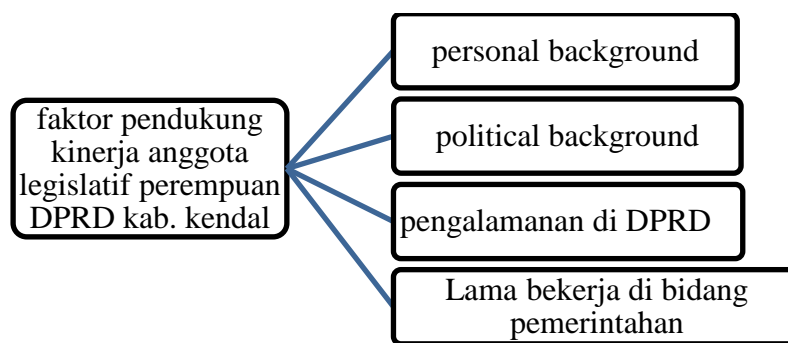 faktor pendukung
kinerja anggota
legislatif perempuan
DPRD kab. kendal
personal background
political background
pengalamanan di DPRD
Lama bekerja di bidang
pemerintahan